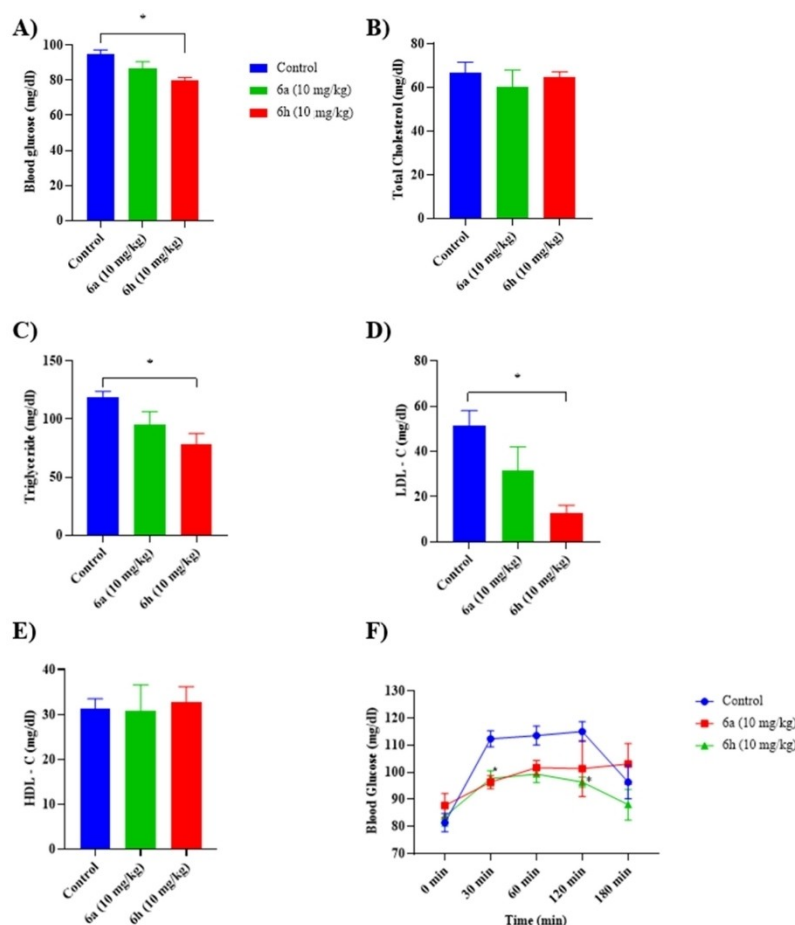 A)
*
Blood glucose (mg/dl)
100
80
60
40
20
0
Control
6a (10 mg/kg)
6h (10 mg/kg)
Control
6a (10 mg/kg)
6h (10 mg/kg)
B)
Total Cholesterol (mg/dl)
80
60
40
20
0
Control
6a (10 mg/kg)
6h (10 mg/kg)
C)
*
Triglyceride (mg/dl)
150
100
50
0
Control
6a (10 mg/kg)
6h (10 mg/kg)
D)
*
LDL - C (mg/dl)
80
60
40
20
0
Control
6a (10 mg/kg)
6h (10 mg/kg)
E)
HDL - C (mg/dl)
40
30
20
10
0
Control
6a (10 mg/kg)
6h (10 mg/kg)
F)
Blood Glucose (mg/dl)
130
120
110
100
90
80
70
*
*
0 min
30 min
60 min
120 min
180 min
Time (min)
Control
6a (10 mg/kg)
6h (10 mg/kg)